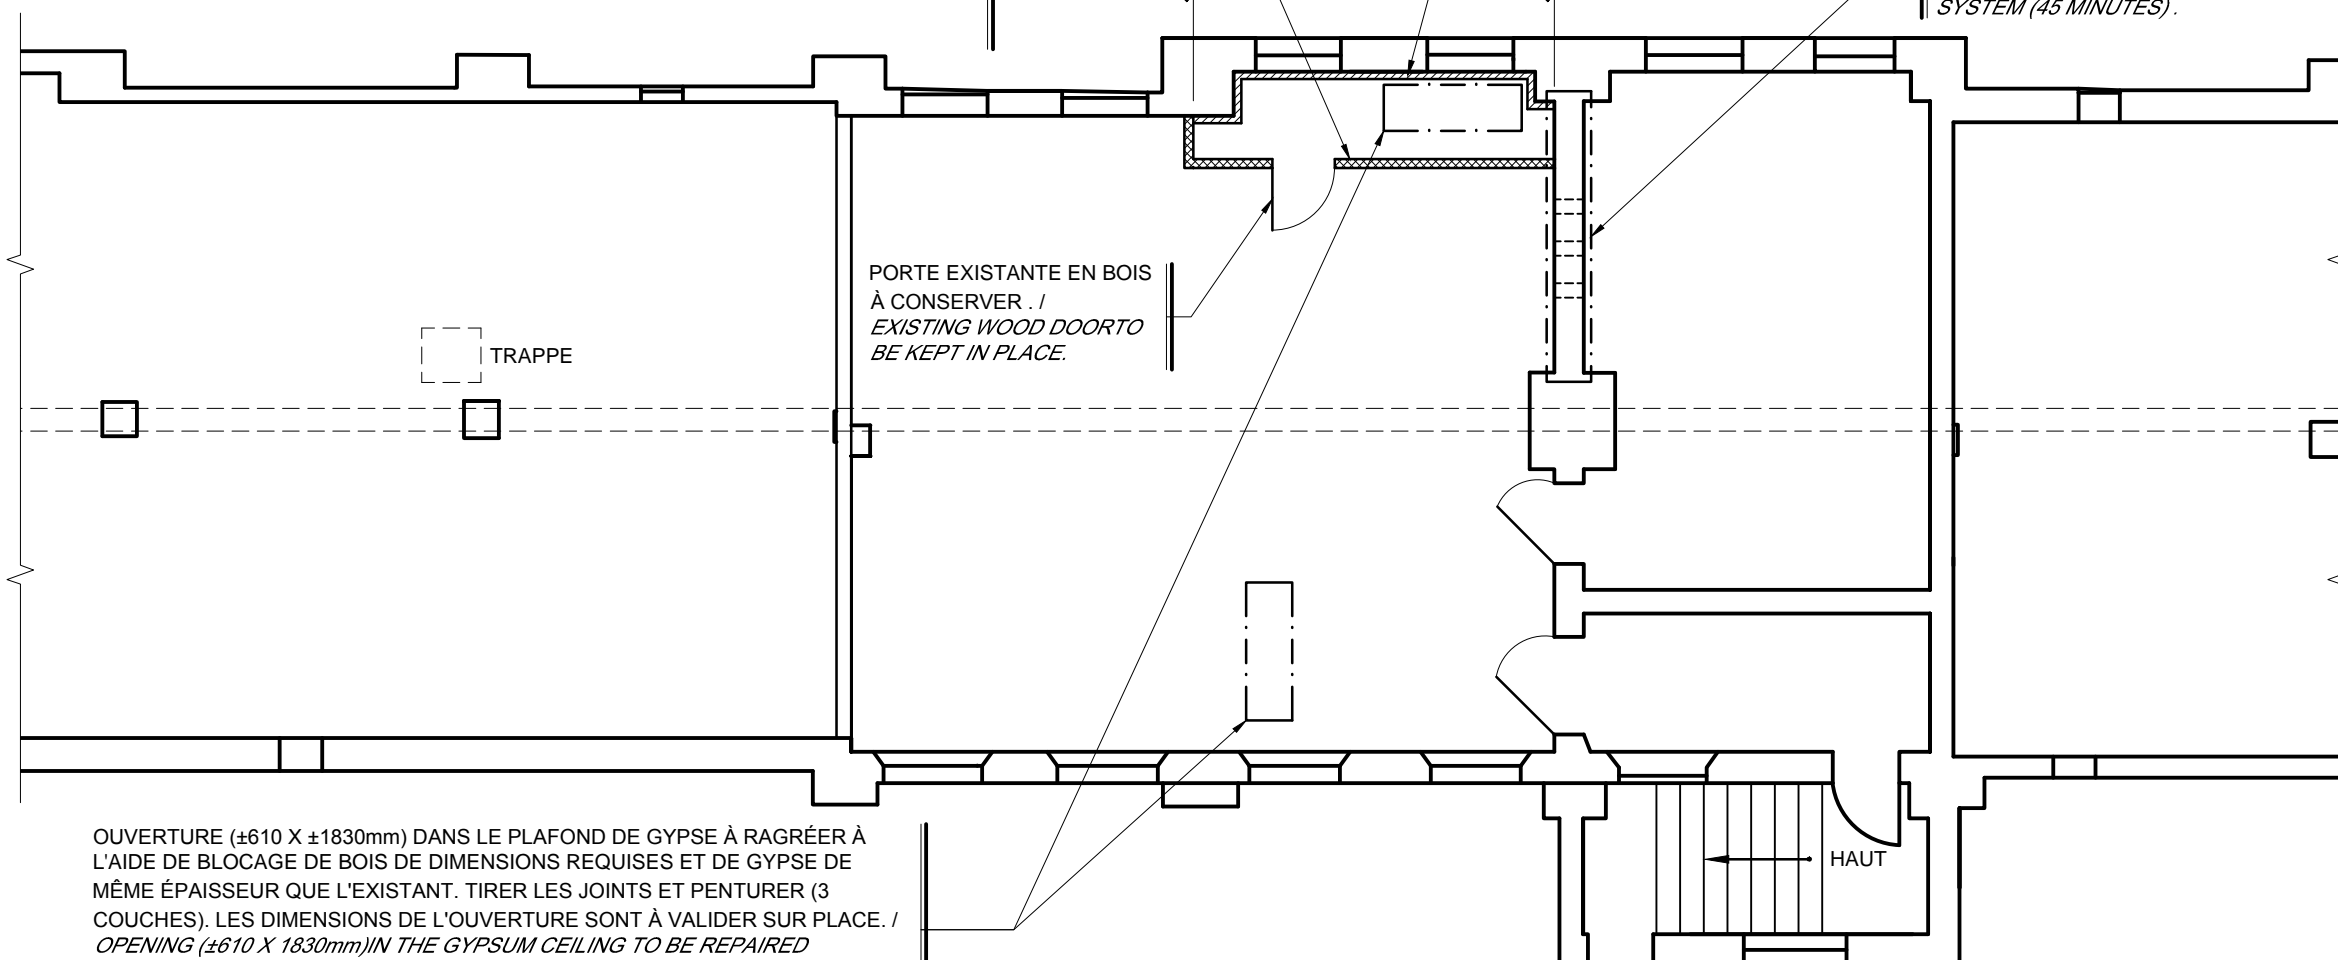 SYSTEM (45 MINUTES) .
PORTE EXISTANTE EN BOIS
À CONSERVER . /
EXISTING WOOD DOORTO
BE KEPT IN PLACE.
TRAPPE
HAUT
OUVERTURE (±610 X ±1830mm) DANS LE PLAFOND DE GYPSE À RAGRÉER À
L'AIDE DE BLOCAGE DE BOIS DE DIMENSIONS REQUISES ET DE GYPSE DE
MÊME ÉPAISSEUR QUE L'EXISTANT. TIRER LES JOINTS ET PENTURER (3
COUCHES). LES DIMENSIONS DE L'OUVERTURE SONT À VALIDER SUR PLACE. /
OPENING (±610 X 1830mm)IN THE GYPSUM CEILING TO BE REPAIRED